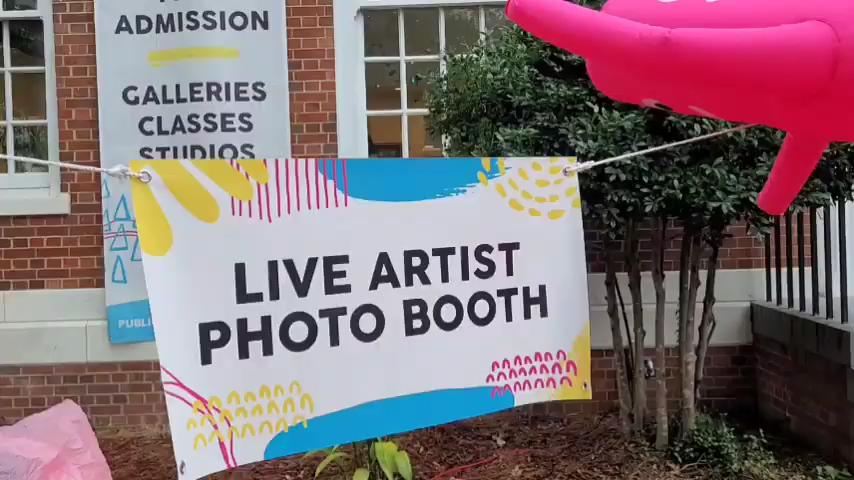 ADMISSION
GALLERIES
CLASSES
STUDIOS
LIVE ARTIST
PHOTO BOOTH